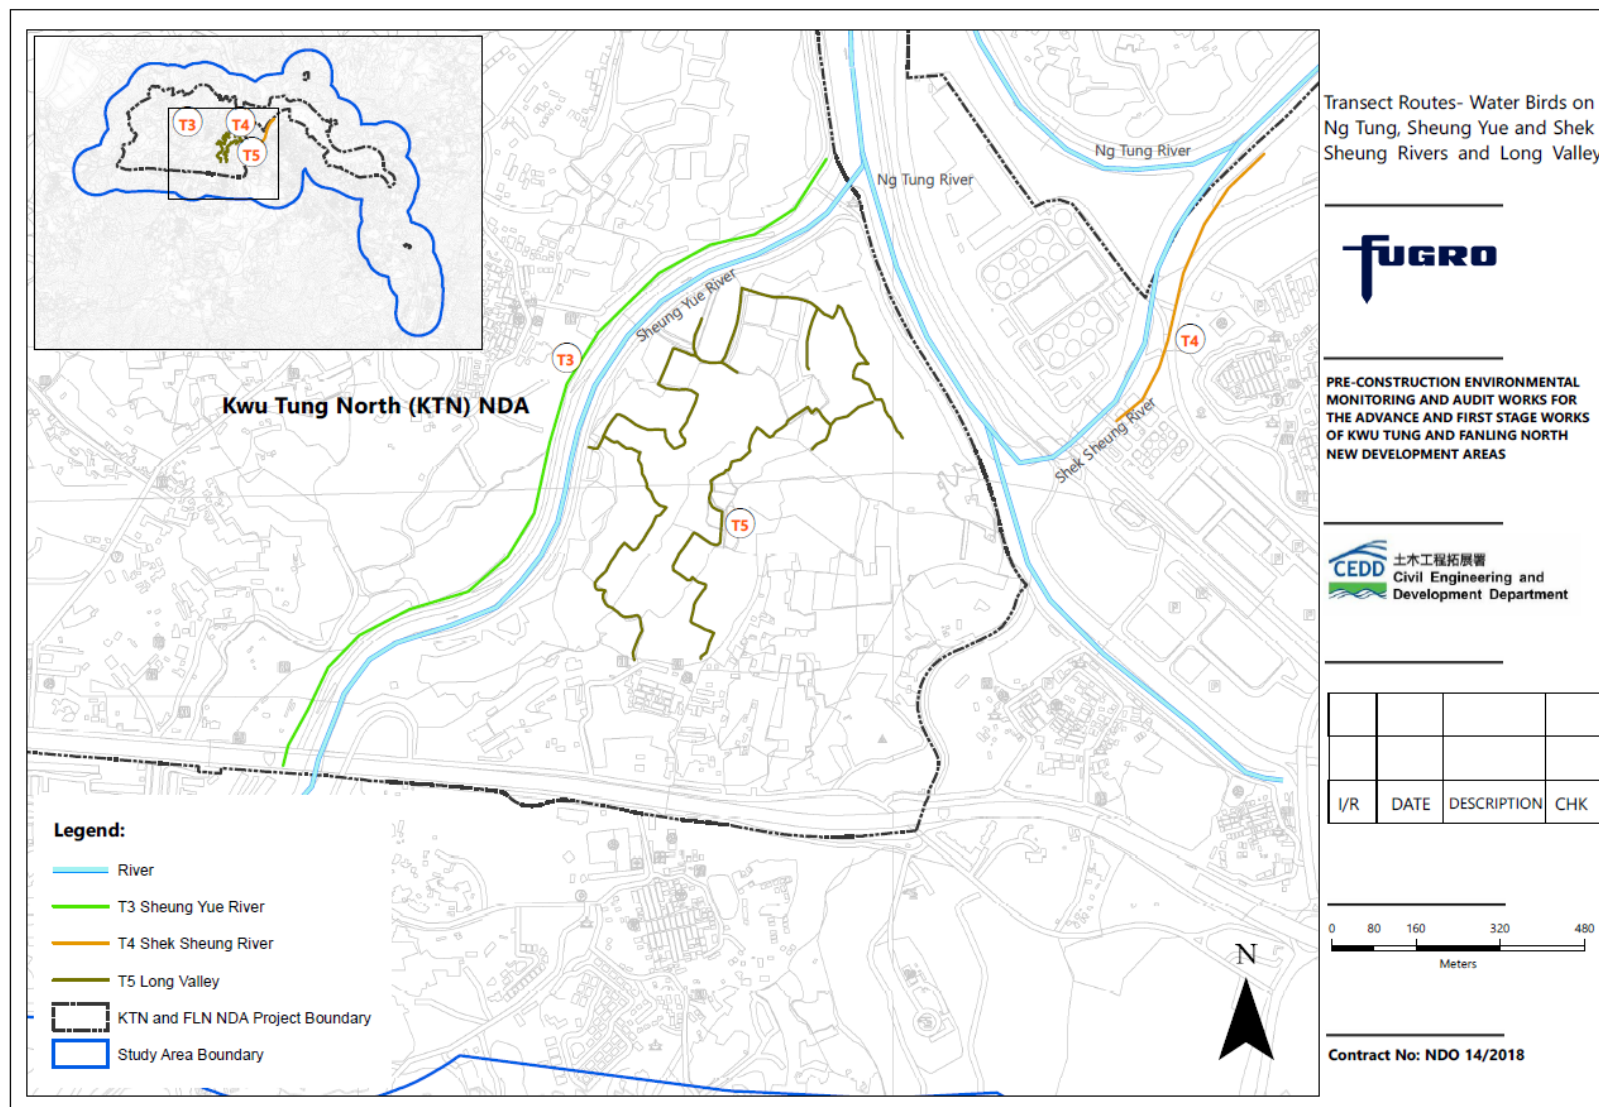 T3
T4
T5
Ng Tung River
Ng Tung River
Sheung Yue River
T3
T4
Kwu Tung North (KTN) NDA
Shek Sheung River
T5
Legend:
River
T3 Sheung Yue River
T4 Shek Sheung River
T5 Long Valley
KTN and FLN NDA Project Boundary
Study Area Boundary
N
Transect Routes- Water Birds on
Ng Tung, Sheung Yue and Shek
Sheung Rivers and Long Valley
FUGRO
PRE-CONSTRUCTION ENVIRONMENTAL
MONITORING AND AUDIT WORKS FOR
THE ADVANCE AND FIRST STAGE WORKS
OF KWU TUNG AND FANLING NORTH
NEW DEVELOPMENT AREAS
CEDD
土木工程拓展署
Civil Engineering and
Development Department
I/R DATE DESCRIPTION CHK
0 80 160 320 480
Meters
Contract No: NDO 14/2018